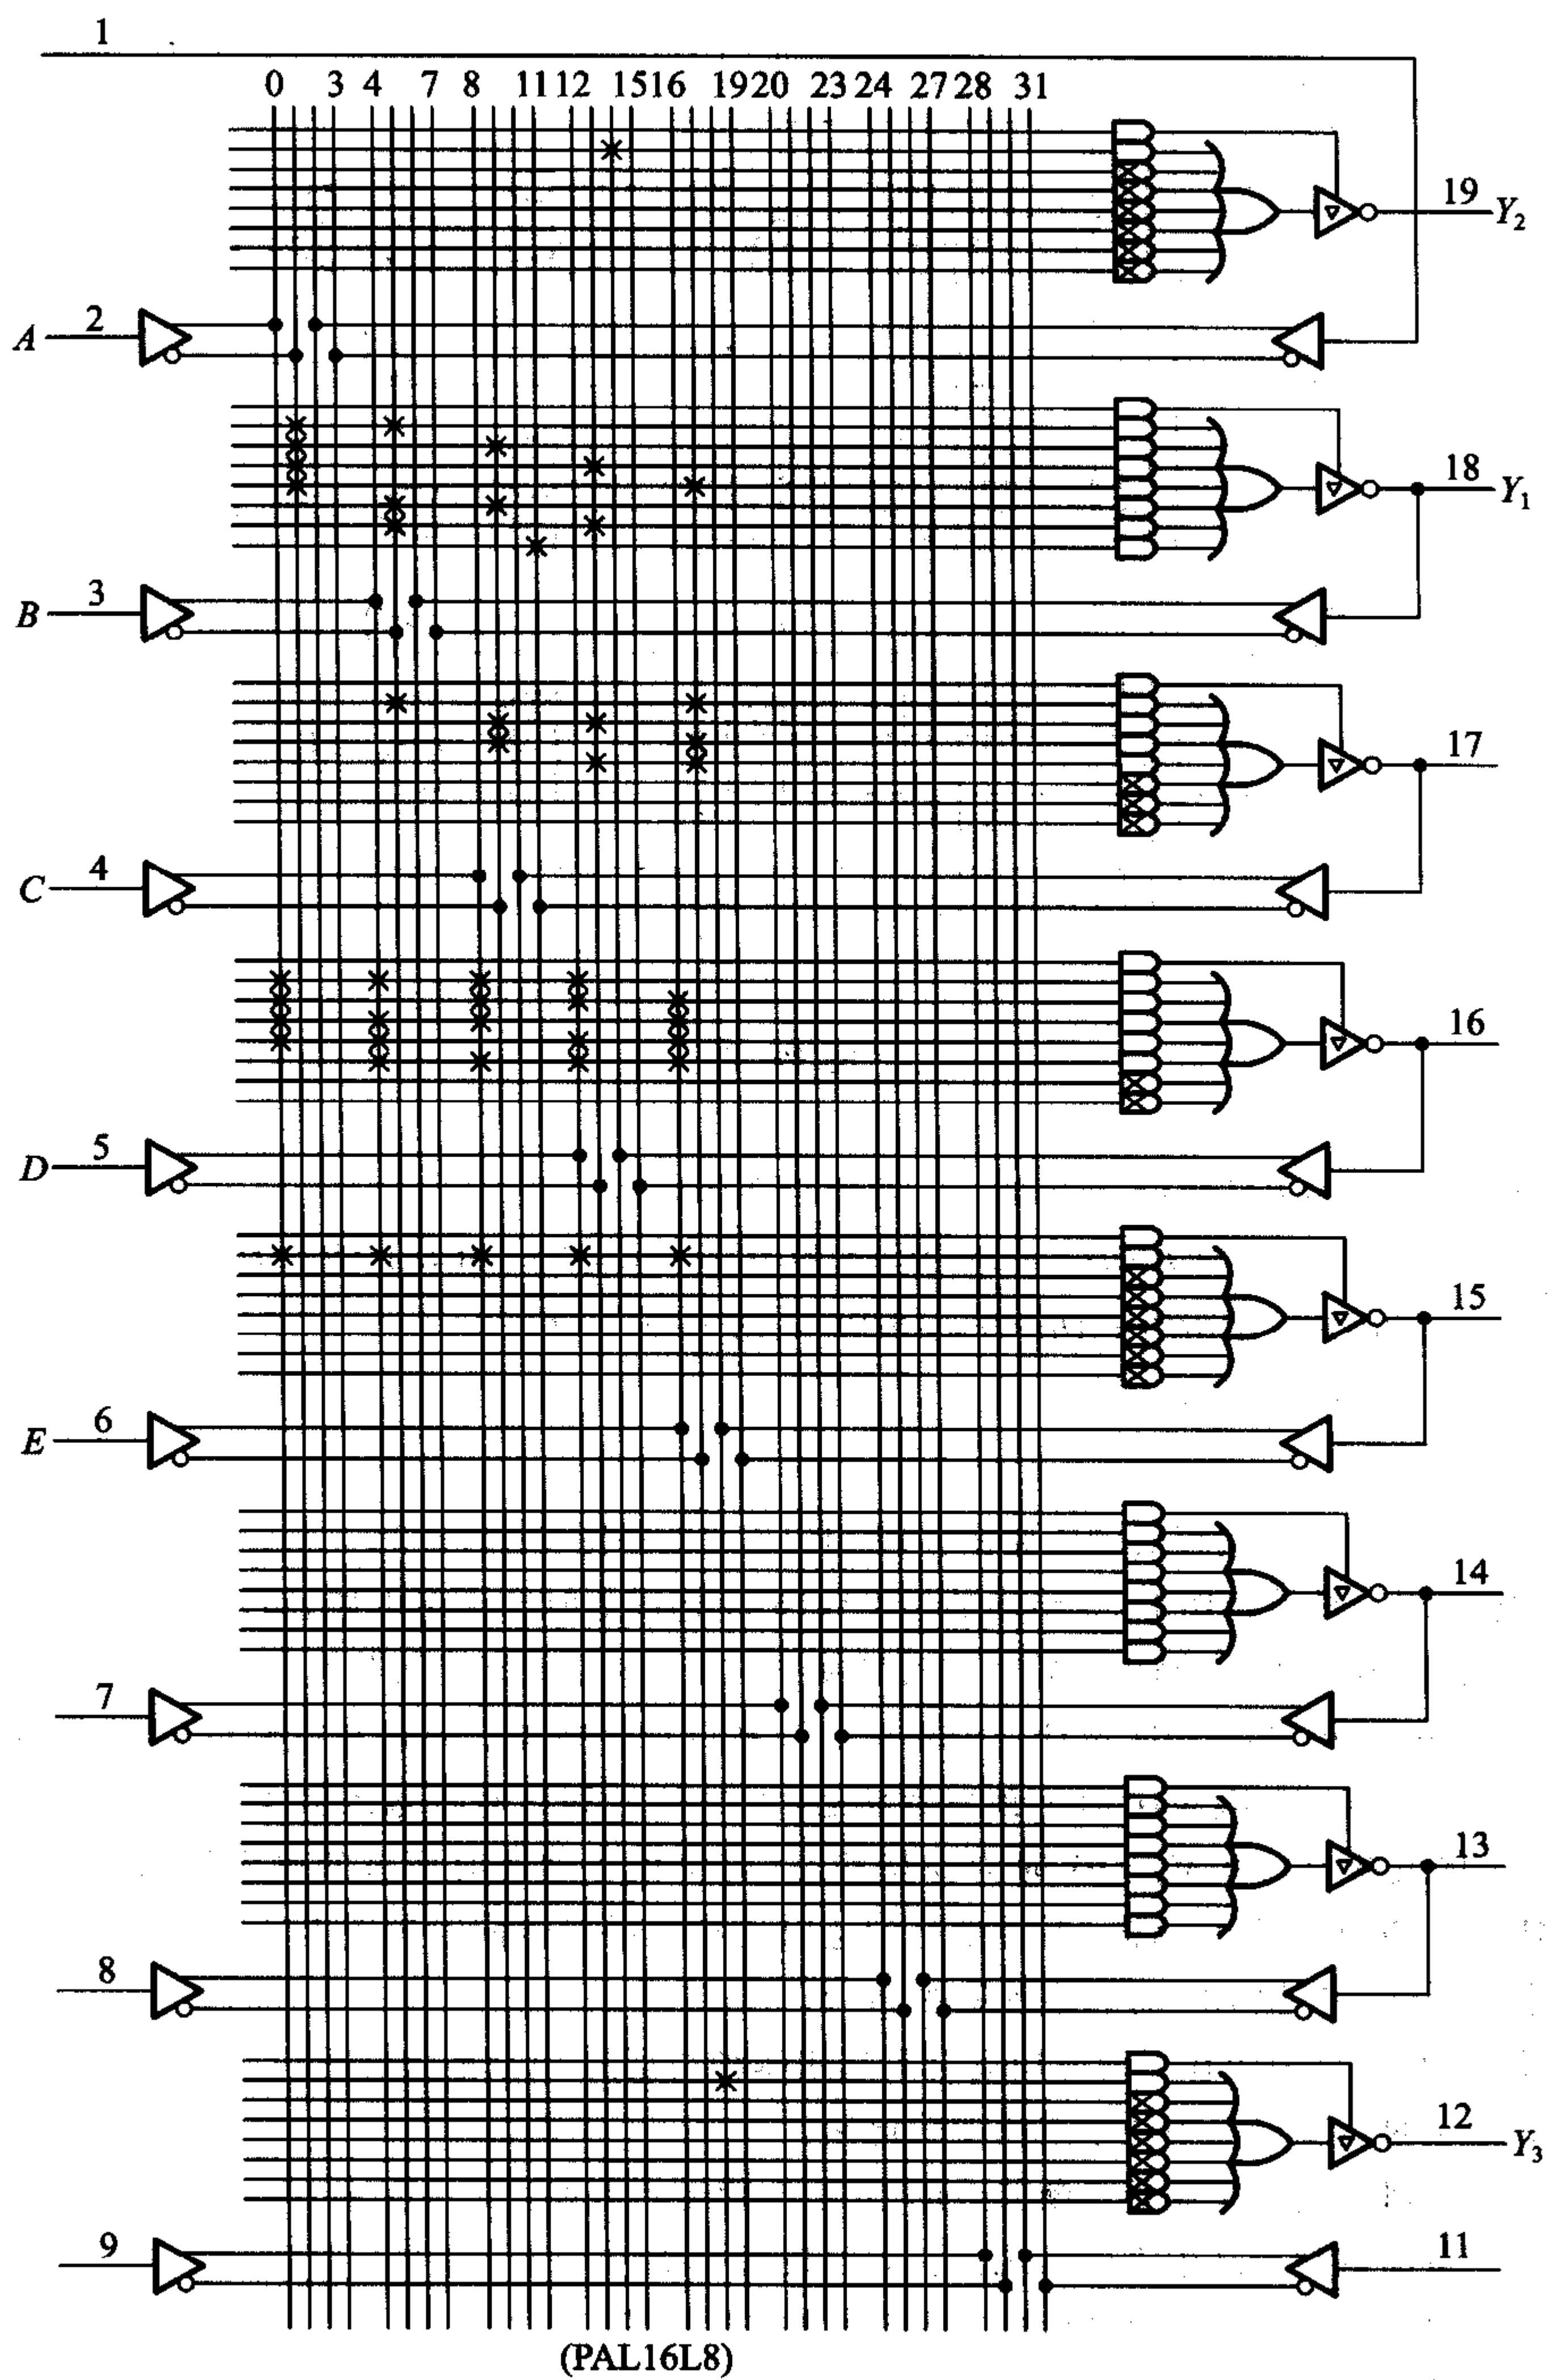 1
0 3 4 7 8 11 12 15 16 19 20 23 24 27 28 31
19 Y₂
A 2
18 Y₁
B 3
17
C 4
16
D 5
15
E 6
14
7
13
8
12 Y₃
9 11
(PAL16L8)